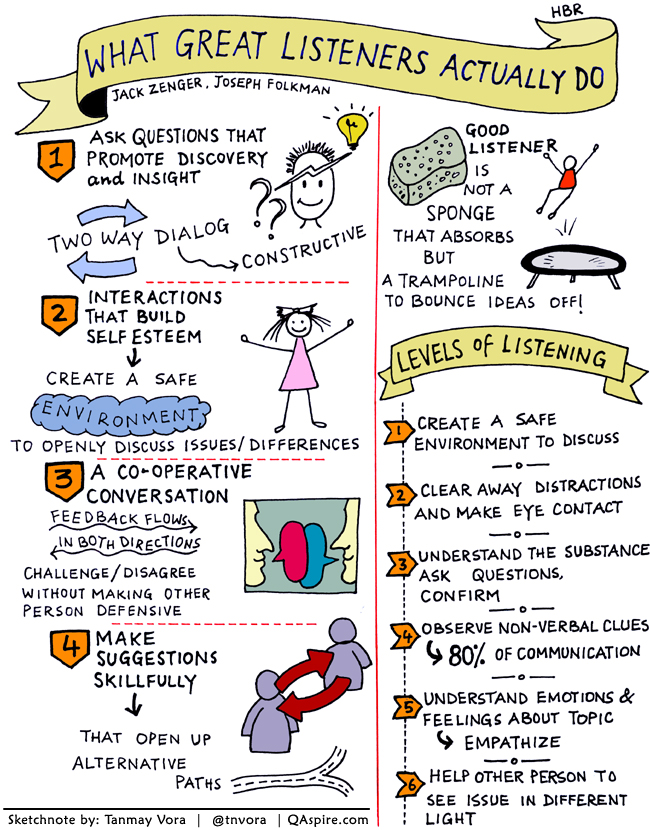 HBR
WHAT GREAT LISTENERS ACTUALLY DO
JACK ZENGER, JOSEPH FOLKMAN
1
ASK QUESTIONS THAT
PROMOTE DISCOVERY
and INSIGHT
??
TWO WAY DIALOG
CONSTRUCTIVE
2
INTERACTIONS
THAT BUILD
SELF ESTEEM
CREATE A SAFE
ENVIRONMENT
TO OPENLY DISCUSS ISSUES/DIFFERENCES
3
A CO-OPERATIVE
CONVERSATION
FEEDBACK FLOWS
IN BOTH DIRECTIONS
CHALLENGE/DISAGREE
WITHOUT MAKING OTHER
PERSON DEFENSIVE
4
MAKE
SUGGESTIONS
SKILLFULLY
THAT OPEN UP
ALTERNATIVE
PATHS
GOOD
LISTENER
IS
NOT A
SPONGE
THAT ABSORBS
BUT
A TRAMPOLINE
TO BOUNCE IDEAS OFF!
LEVELS OF LISTENING
1 CREATE A SAFE
ENVIRONMENT TO DISCUSS
2 CLEAR AWAY DISTRACTIONS
AND MAKE EYE CONTACT
3 UNDERSTAND THE SUBSTANCE
ASK QUESTIONS,
CONFIRM
4 OBSERVE NON-VERBAL CLUES
80% OF COMMUNICATION
5 UNDERSTAND EMOTIONS &
FEELINGS ABOUT TOPIC
EMPATHIZE
6 HELP OTHER PERSON TO
SEE ISSUE IN DIFFERENT
LIGHT
Sketchnote by: Tanmay Vora | @tnvora | QAspire.com